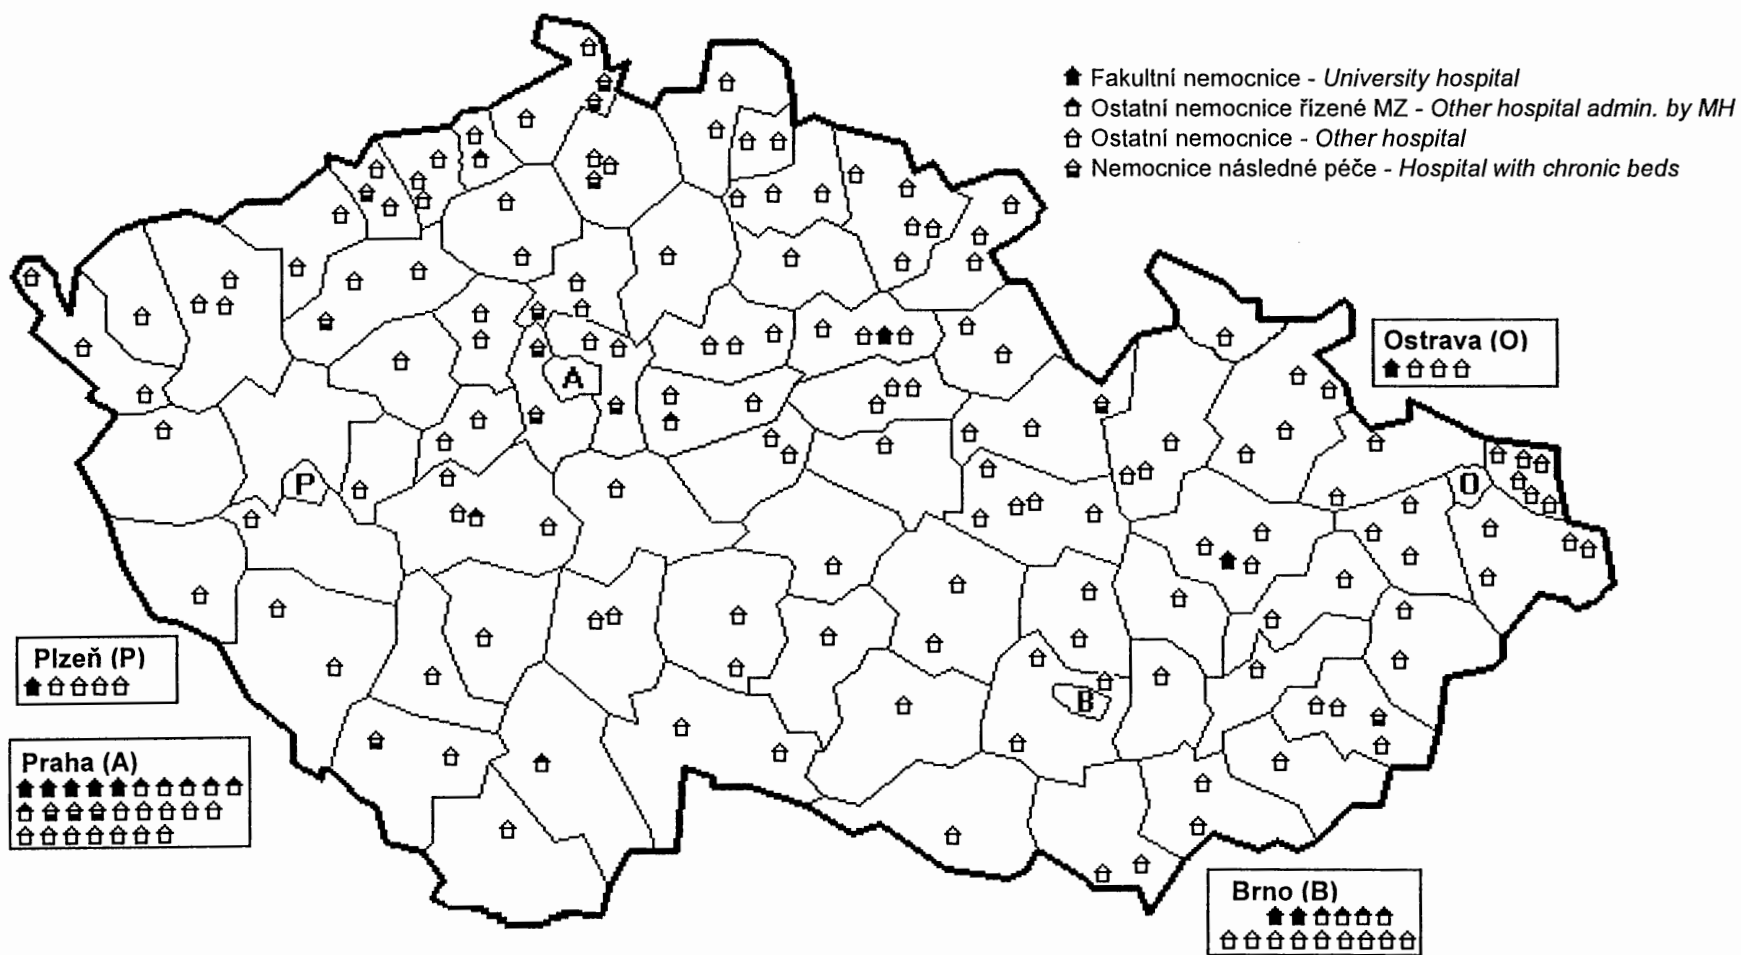 Fakultní nemocnice - University hospital
Ostatní nemocnice řízené MZ - Other hospital admin. by MH
Ostatní nemocnice - Other hospital
Nemocnice následné péče - Hospital with chronic beds
Ostrava (O)
A
P
O
Plzeň (P)
B
Praha (A)
Brno (B)